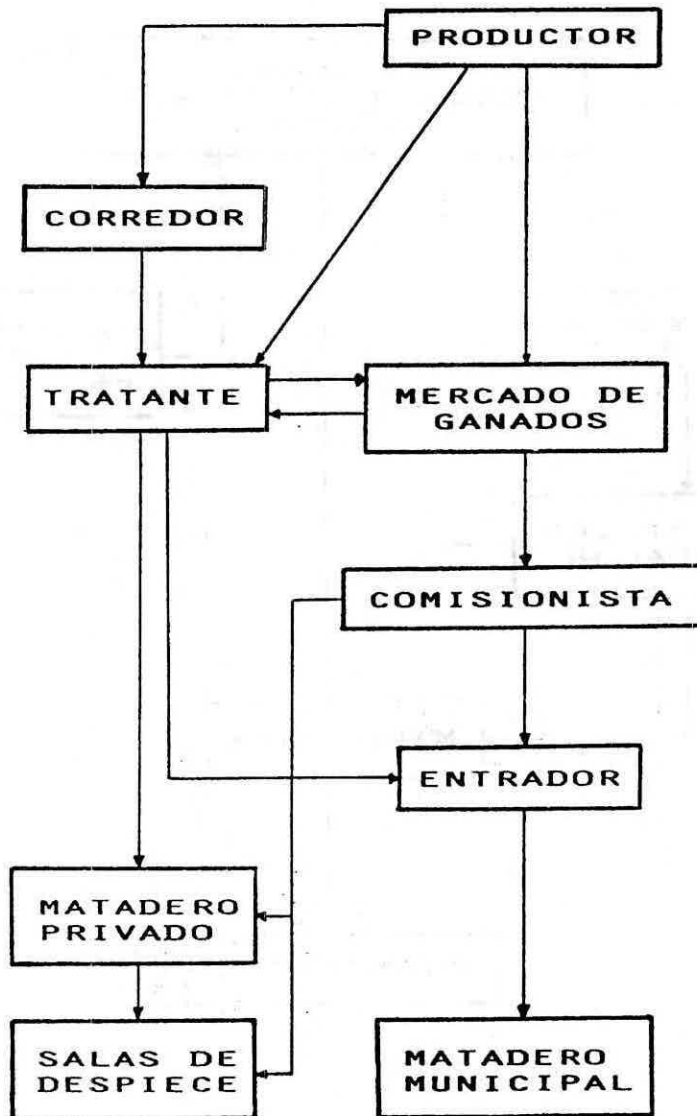 PRODUCTOR
CORREDOR
TRATANTE
MERCADO DE
GANADOS
COMISIONISTA
ENTRADOR
MATADERO
PRIVADO
SALAS DE
DESPIECE
MATADERO
MUNICIPAL